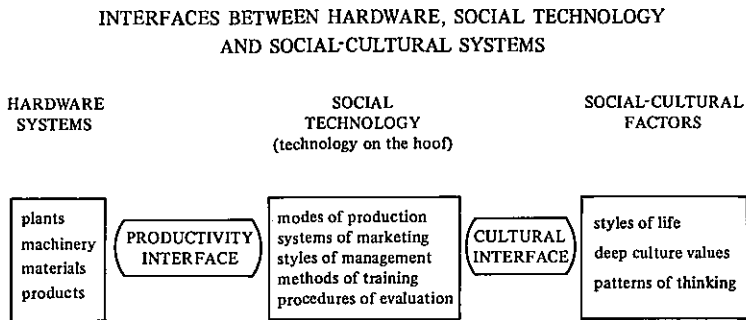 INTERFACES BETWEEN HARDWARE, SOCIAL TECHNOLOGY
AND SOCIAL-CULTURAL SYSTEMS
HARDWARE
SYSTEMS
SOCIAL
TECHNOLOGY
(technology on the hoof)
SOCIAL-CULTURAL
FACTORS
plants
machinery
materials
products
PRODUCTIVITY
INTERFACE
modes of production
systems of marketing
styles of management
methods of training
procedures of evaluation
CULTURAL
INTERFACE
styles of life
deep culture values
patterns of thinking